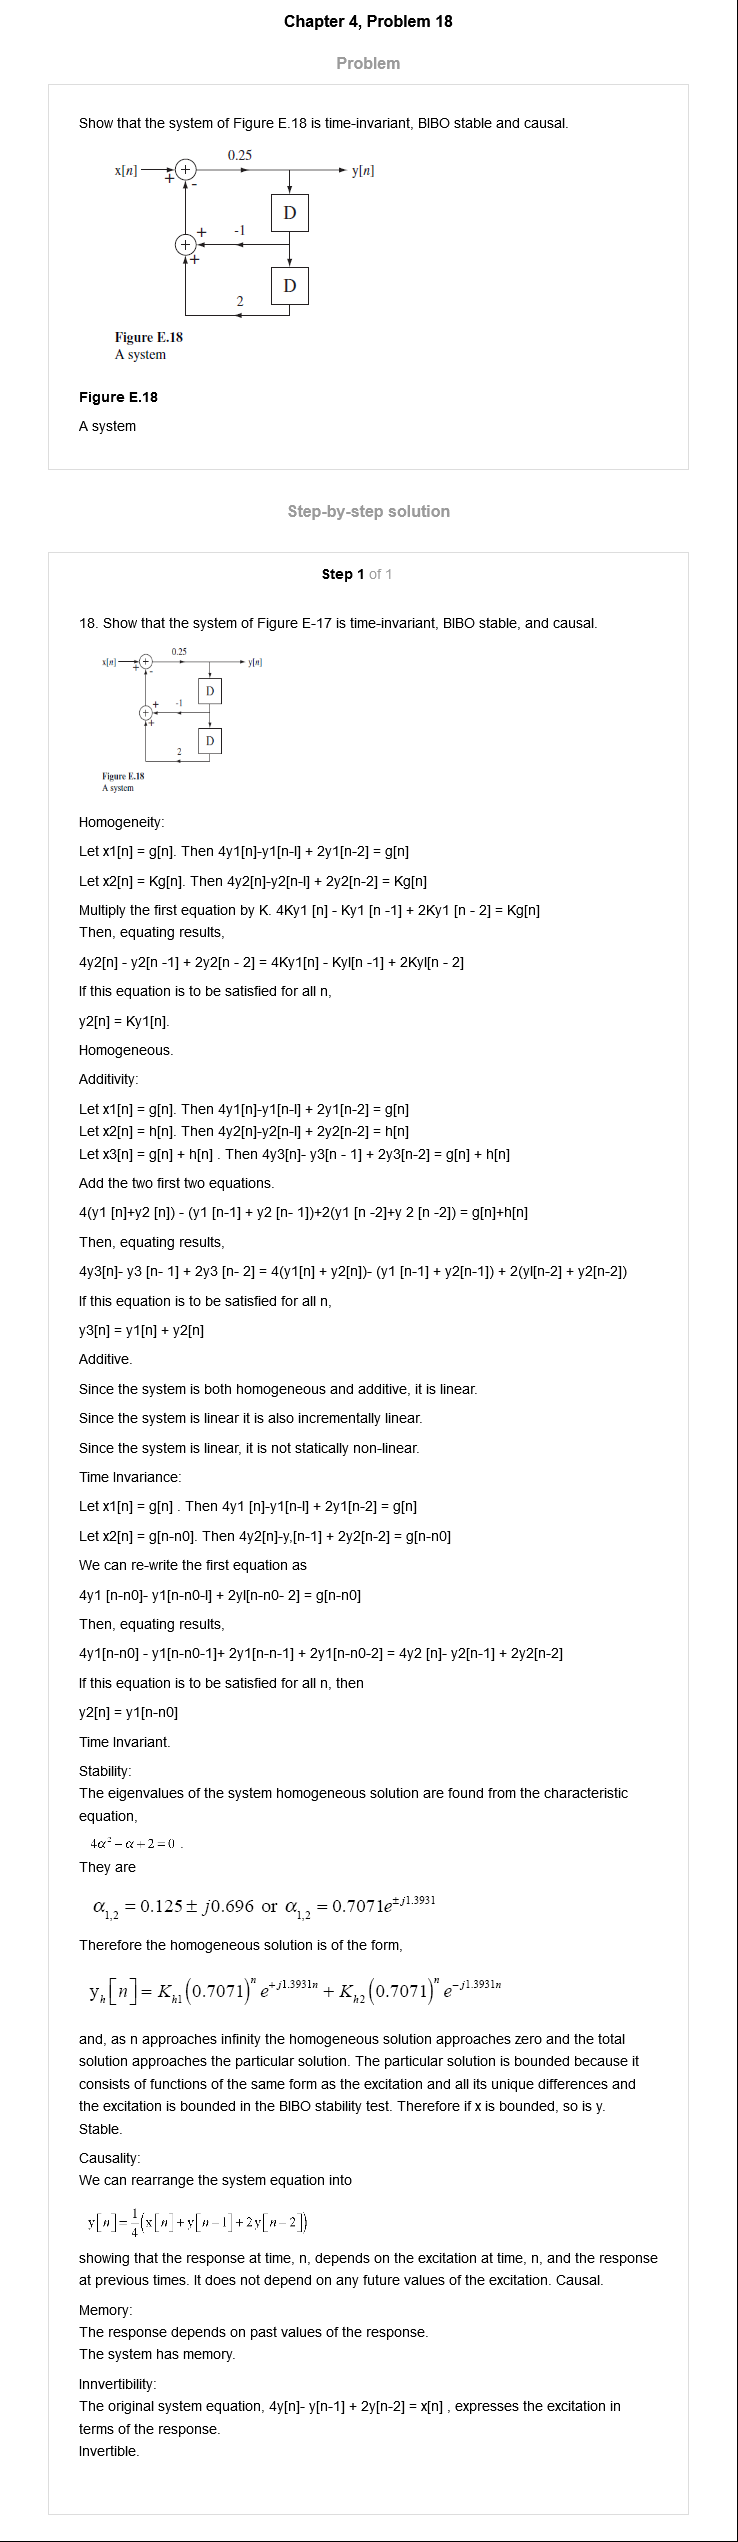 Chapter 4, Problem 18
Problem
Show that the system of Figure E.18 is time-invariant, BIBO stable and causal.
0.25
x[n]
+
+
-
y[n]
D
+
-1
+
+
D
2
Figure E.18
A system
Figure E.18
A system
Step-by-step solution
Step 1 of 1
18. Show that the system of Figure E-17 is time-invariant, BIBO stable, and causal.
0.25
x[n]
+
+
-
y[n]
D
+
-1
+
+
D
2
Figure E.18
A system
Homogeneity:
Let x1[n] = g[n]. Then 4y1[n]-y1[n-l] + 2y1[n-2] = g[n]
Let x2[n] = Kg[n]. Then 4y2[n]-y2[n-l] + 2y2[n-2] = Kg[n]
Multiply the first equation by K. 4Ky1 [n] - Ky1 [n -1] + 2Ky1 [n - 2] = Kg[n]
Then, equating results,
4y2[n] - y2[n -1] + 2y2[n - 2] = 4Ky1[n] - Kyl[n -1] + 2Kyl[n - 2]
If this equation is to be satisfied for all n,
y2[n] = Ky1[n].
Homogeneous.
Additivity:
Let x1[n] = g[n]. Then 4y1[n]-y1[n-l] + 2y1[n-2] = g[n]
Let x2[n] = h[n]. Then 4y2[n]-y2[n-l] + 2y2[n-2] = h[n]
Let x3[n] = g[n] + h[n] . Then 4y3[n]- y3[n - 1] + 2y3[n-2] = g[n] + h[n]
Add the two first two equations.
4(y1 [n]+y2 [n]) - (y1 [n-1] + y2 [n- 1])+2(y1 [n -2]+y 2 [n -2]) = g[n]+h[n]
Then, equating results,
4y3[n]- y3 [n- 1] + 2y3 [n- 2] = 4(y1[n] + y2[n])- (y1 [n-1] + y2[n-1]) + 2(yl[n-2] + y2[n-2])
If this equation is to be satisfied for all n,
y3[n] = y1[n] + y2[n]
Additive.
Since the system is both homogeneous and additive, it is linear.
Since the system is linear it is also incrementally linear.
Since the system is linear, it is not statically non-linear.
Time Invariance:
Let x1[n] = g[n] . Then 4y1 [n]-y1[n-l] + 2y1[n-2] = g[n]
Let x2[n] = g[n-n0]. Then 4y2[n]-y,[n-1] + 2y2[n-2] = g[n-n0]
We can re-write the first equation as
4y1 [n-n0]- y1[n-n0-l] + 2yl[n-n0- 2] = g[n-n0]
Then, equating results,
4y1[n-n0] - y1[n-n0-1]+ 2y1[n-n-1] + 2y1[n-n0-2] = 4y2 [n]- y2[n-1] + 2y2[n-2]
If this equation is to be satisfied for all n, then
y2[n] = y1[n-n0]
Time Invariant.
Stability:
The eigenvalues of the system homogeneous solution are found from the characteristic
equation,
4α² − α + 2 = 0 .
They are
α₁,₂ = 0.125 ± j0.696 or α₁,₂ = 0.7071e^{±j1.3931}
Therefore the homogeneous solution is of the form,
y_h[n] = K_{h1}(0.7071)^n e^{+j1.3931n} + K_{h2}(0.7071)^n e^{−j1.3931n}
and, as n approaches infinity the homogeneous solution approaches zero and the total
solution approaches the particular solution. The particular solution is bounded because it
consists of functions of the same form as the excitation and all its unique differences and
the excitation is bounded in the BIBO stability test. Therefore if x is bounded, so is y.
Stable.
Causality:
We can rearrange the system equation into
y[n] = 1/4(x[n] + y[n − 1] + 2y[n − 2])
showing that the response at time, n, depends on the excitation at time, n, and the response
at previous times. It does not depend on any future values of the excitation. Causal.
Memory:
The response depends on past values of the response.
The system has memory.
Innvertibility:
The original system equation, 4y[n]- y[n-1] + 2y[n-2] = x[n] , expresses the excitation in
terms of the response.
Invertible.